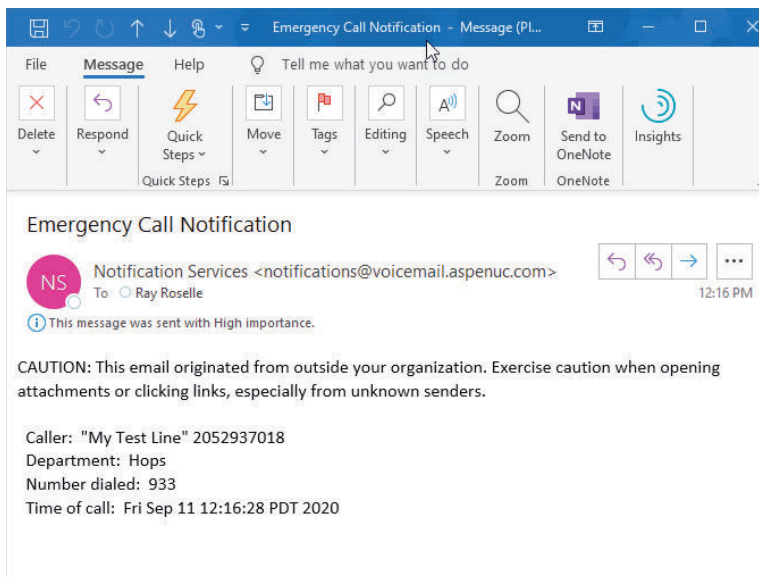 Emergency Call Notification - Message (Pl...
File Message Help Tell me what you want to do
Delete Respond Quick Steps Move Tags Editing Speech Zoom Send to OneNote Insights
Quick Steps Zoom OneNote
Emergency Call Notification
NS
Notification Services <notifications@voicemail.aspenuc.com>
To Ray Roselle
12:16 PM
This message was sent with High importance.
CAUTION: This email originated from outside your organization. Exercise caution when opening
attachments or clicking links, especially from unknown senders.
Caller: "My Test Line" 2052937018
Department: Hops
Number dialed: 933
Time of call: Fri Sep 11 12:16:28 PDT 2020